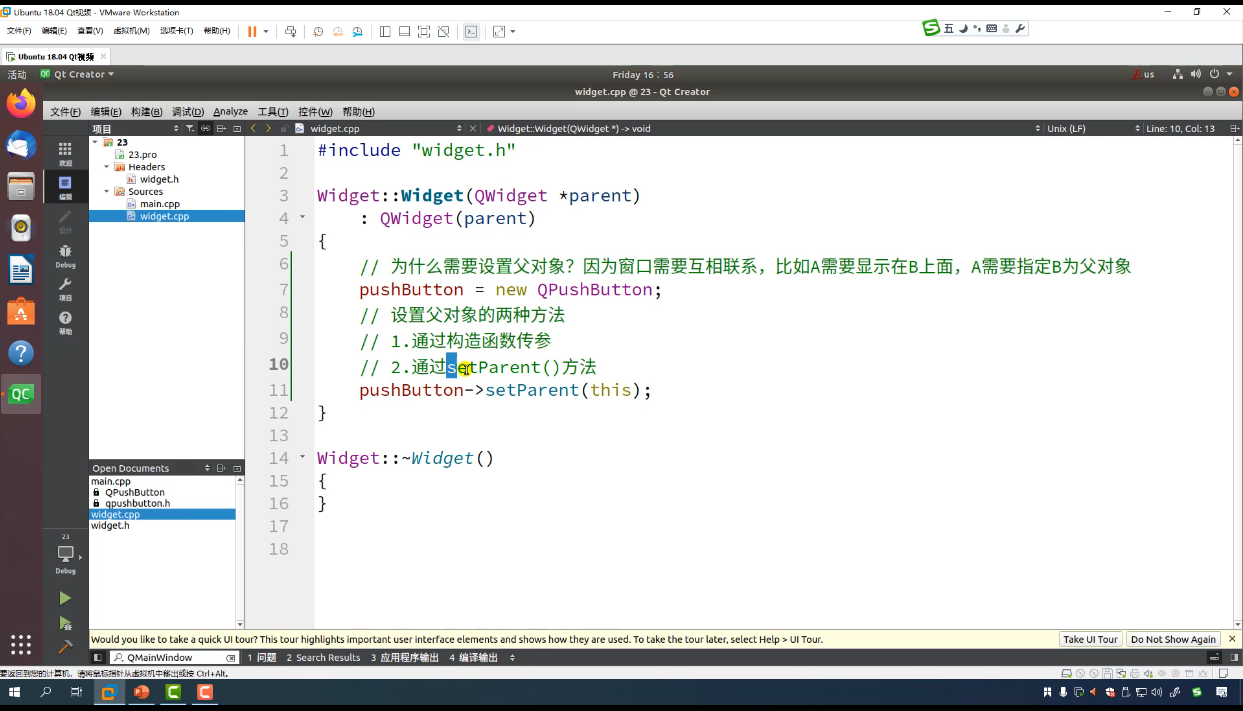 Ubuntu 18.04 Qt视频 - VMware Workstation
文件(F) 编辑(E) 查看(V) 虚拟机(M) 选项卡(T) 帮助(H)
五
Ubuntu 18.04 Qt视频
活动 Qt Creator Friday 16：56 us
widget.cpp @ 23 - Qt Creator
文件(F) 编辑(E) 构建(B) 调试(D) Analyze 工具(T) 控件(W) 帮助(H)
项目 widget.cpp Widget::Widget(QWidget *) -> void Unix (LF) Line: 10, Col: 13
欢迎
编辑
设计
Debug
项目
帮助
23
Debug
23
23.pro
Headers
widget.h
Sources
main.cpp
widget.cpp
Open Documents
main.cpp
QPushButton
qpushbutton.h
widget.cpp
widget.h
1 #include "widget.h"
2
3 Widget::Widget(QWidget *parent)
4 : QWidget(parent)
5 {
6 // 为什么需要设置父对象？因为窗口需要互相联系，比如A需要显示在B上面，A需要指定B为父对象
7 pushButton = new QPushButton;
8 // 设置父对象的两种方法
9 // 1.通过构造函数传参
10 // 2.通过setParent()方法
11 pushButton->setParent(this);
12 }
13
14 Widget::~Widget()
15 {
16 }
17
18
Would you like to take a quick UI tour? This tour highlights important user interface elements and shows how they are used. To take the tour later, select Help > UI Tour. Take UI Tour Do Not Show Again
QMainWindow 1 问题 2 Search Results 3 应用程序输出 4 编译输出
要返回到您的计算机，请将鼠标指针从虚拟机中移出或按 Ctrl+Alt。